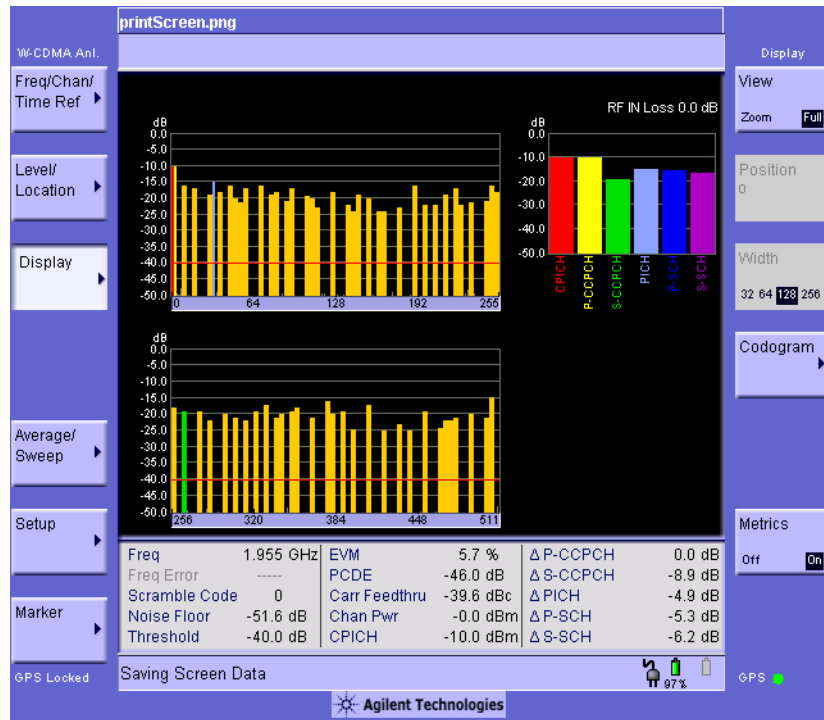 printScreen.png
W-CDMA Anl.
Display
Freq/Chan/
Time Ref
Level/
Location
Display
Average/
Sweep
Setup
Marker
GPS Locked
RF IN Loss 0.0 dB
dB
0.0
-5.0
-10.0
-15.0
-20.0
-25.0
-30.0
-35.0
-40.0
-45.0
-50.0
0 64 128 192 255
dB
0.0
-10.0
-20.0
-30.0
-40.0
-50.0
CPICH
P-CCPCH
S-CCPCH
PICH
P-SCH
S-SCH
dB
0.0
-5.0
-10.0
-15.0
-20.0
-25.0
-30.0
-35.0
-40.0
-45.0
-50.0
256 320 384 448 511
Freq 1.955 GHz EVM 5.7 % Δ P-CCPCH 0.0 dB
Freq Error ----- PCDE -46.0 dB Δ S-CCPCH -8.9 dB
Scramble Code 0 Carr Feedthru -39.6 dBc Δ PICH -4.9 dB
Noise Floor -51.6 dB Chan Pwr -0.0 dBm Δ P-SCH -5.3 dB
Threshold -40.0 dB CPICH -10.0 dBm Δ S-SCH -6.2 dB
Saving Screen Data
97%
Agilent Technologies
View
Zoom Full
Position
0
Width
32 64 128 256
Codogram
Metrics
Off On
GPS